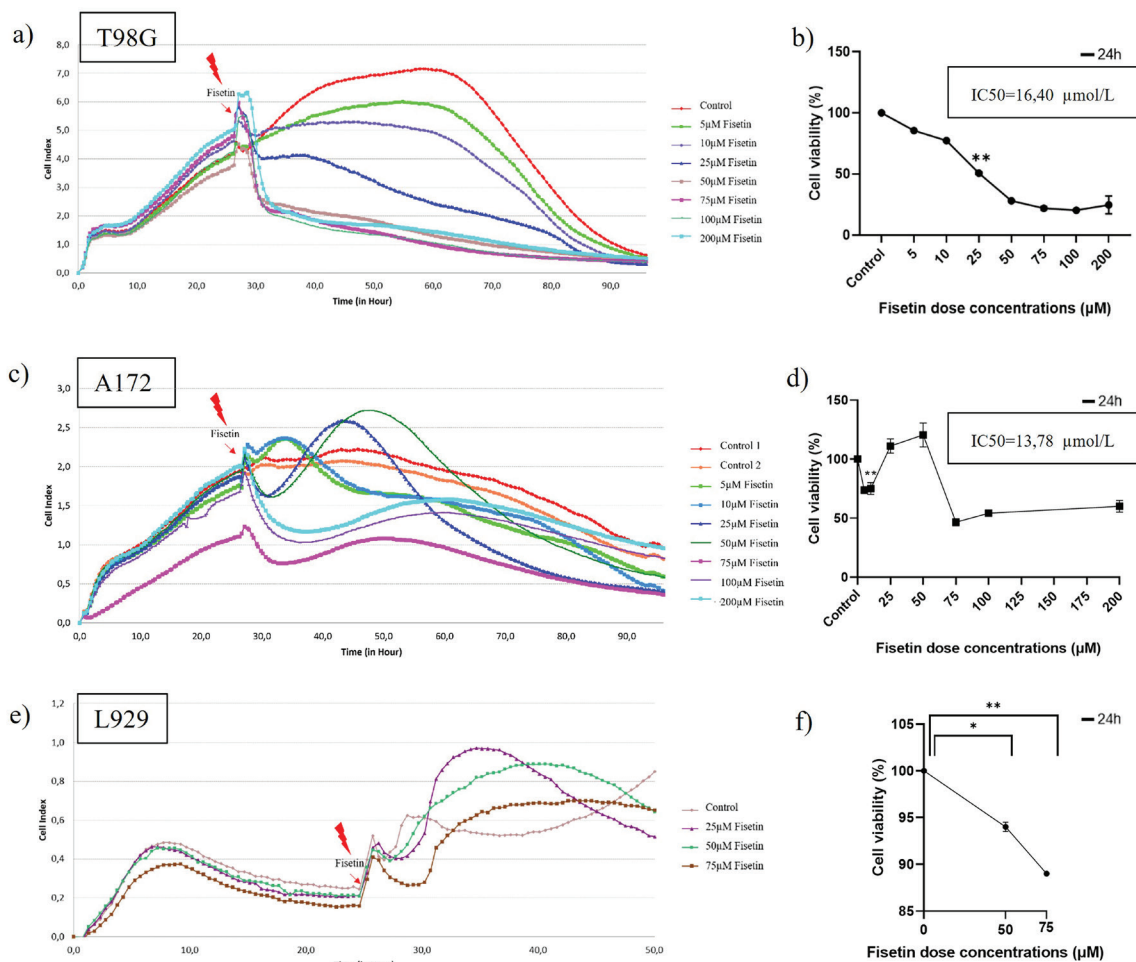 a)
T98G
8,0
7,0
6,0
5,0
4,0
3,0
2,0
1,0
0,0
Cell Index
Fisetin
0,0 10,0 20,0 30,0 40,0 50,0 60,0 70,0 80,0 90,0
Time (in Hour)
Control
5µM Fisetin
10µM Fisetin
25µM Fisetin
50µM Fisetin
75µM Fisetin
100µM Fisetin
200µM Fisetin
b)
24h
IC50=16,40 µmol/L
150
100
50
0
Cell viability (%)
**
Control 5 10 25 50 75 100 200
Fisetin dose concentrations (µM)
c)
A172
3,0
2,5
2,0
1,5
1,0
0,5
0,0
Cell Index
Fisetin
0,0 10,0 20,0 30,0 40,0 50,0 60,0 70,0 80,0 90,0
Time (in Hour)
Control 1
Control 2
5µM Fisetin
10µM Fisetin
25µM Fisetin
50µM Fisetin
75µM Fisetin
100µM Fisetin
200µM Fisetin
d)
24h
IC50=13,78 µmol/L
150
100
50
0
Cell viability (%)
**
Control 25 50 75 100 125 150 175 200
Fisetin dose concentrations (µM)
e)
L929
1,2
1,0
0,8
0,6
0,4
0,2
0,0
Cell Index
Fisetin
0,0 10,0 20,0 30,0 40,0 50,0
Control
25µM Fisetin
50µM Fisetin
75µM Fisetin
f)
24h
**
*
105
100
95
90
85
Cell viability (%)
0 50 75
Fisetin dose concentrations (µM)